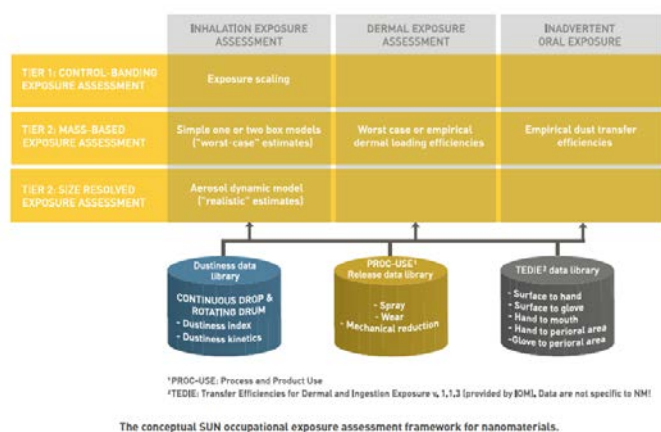 INHALATION EXPOSURE
ASSESSMENT
DERMAL EXPOSURE
ASSESSMENT
INADVERTENT
ORAL EXPOSURE
TIER 1: CONTROL-BANDING
EXPOSURE ASSESSMENT
Exposure scaling
TIER 2: MASS-BASED
EXPOSURE ASSESSMENT
Simple one or two box models
("worst-case" estimates)
Worst case or empirical
dermal loading efficiencies
Empirical dust transfer
efficiencies
TIER 2: SIZE RESOLVED
EXPOSURE ASSESSMENT
Aerosol dynamic model
("realistic" estimates)
Dustiness data
library
CONTINUOUS DROP &
ROTATING DRUM
- Dustiness index
- Dustiness kinetics
PROC-USE¹
Release data library
- Spray
- Wear
- Mechanical reduction
TEDIE² data library
- Surface to hand
- Surface to glove
- Hand to mouth
- Hand to perioral area
-Glove to perioral area
¹PROC-USE: Process and Product Use
²TEDIE: Transfer Efficiencies for Dermal and Ingestion Exposure v. 1.1.3 (provided by IOM). Data are not specific to NM!
The conceptual SUN occupational exposure assessment framework for nanomaterials.